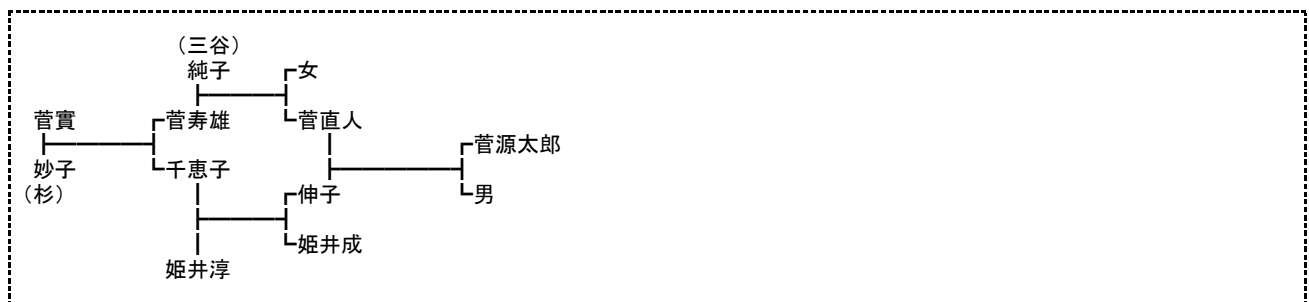 （三谷）
純子 女
菅實 菅寿雄 菅直人
菅源太郎
妙子 千恵子
（杉） 伸子 男
姫井成
姫井淳